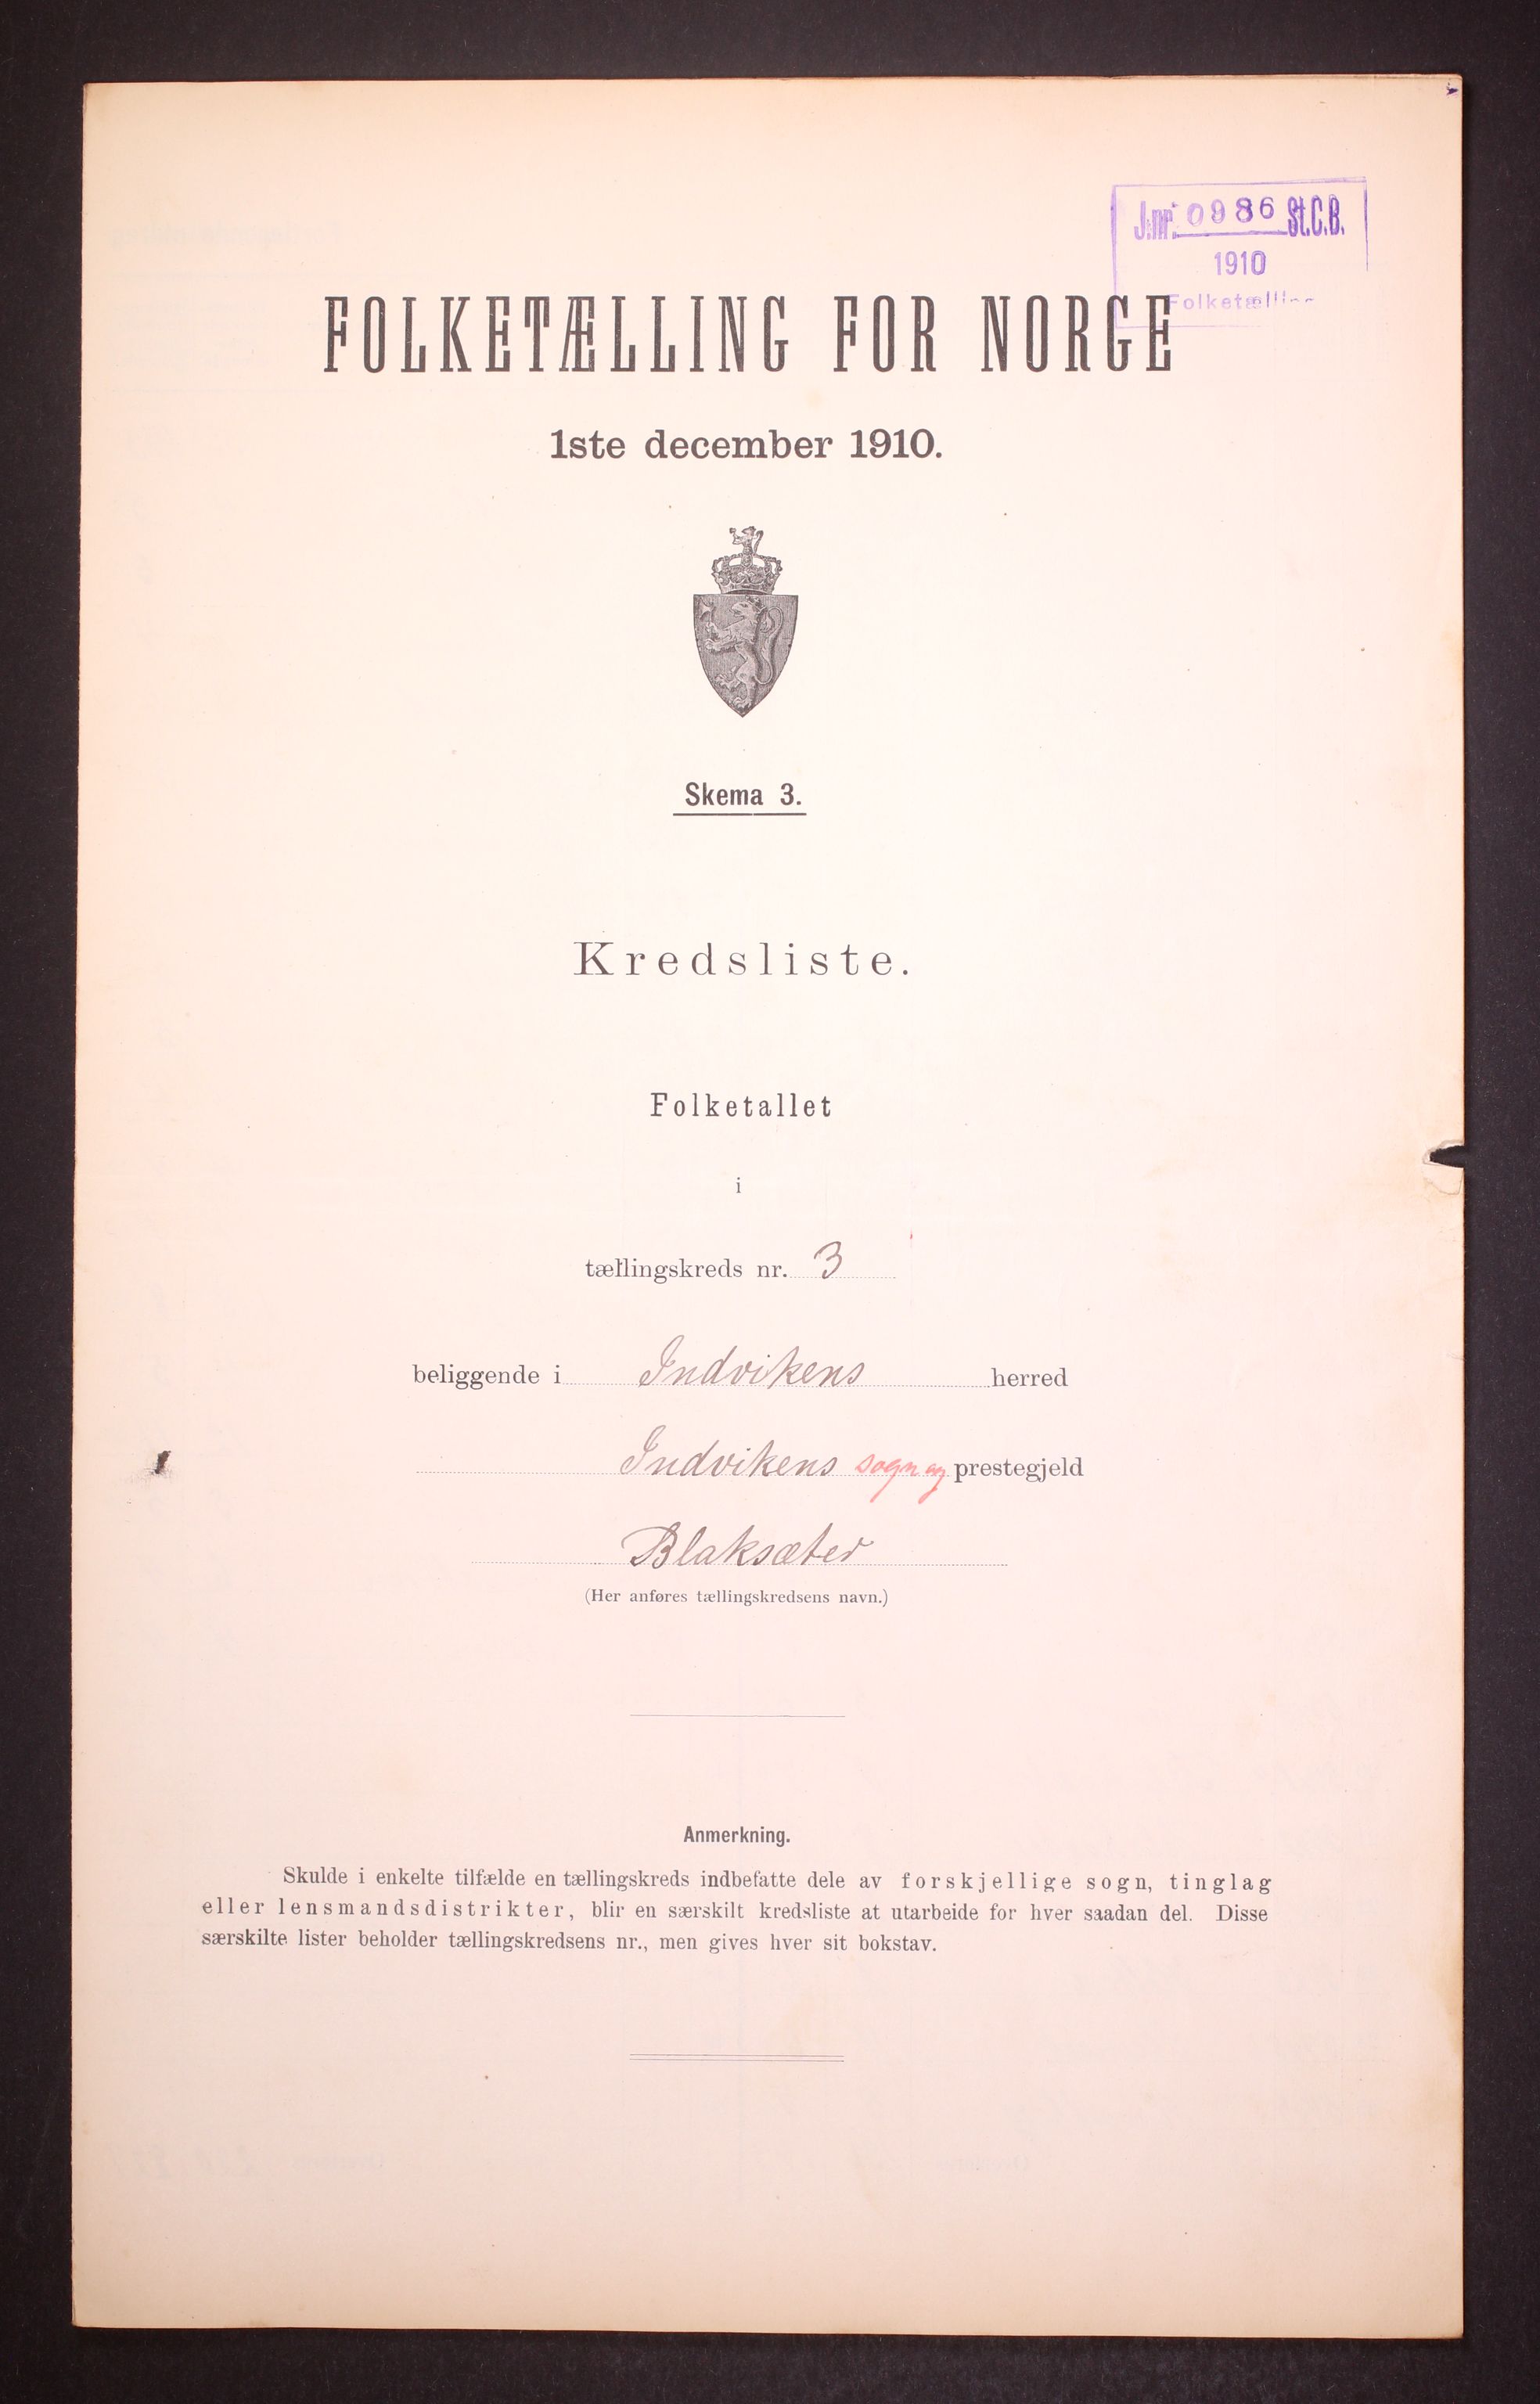 J.nr. 0986 St.C.B.
1910
Folketælling
FOLKETÆLLING FOR NORGE
1ste december 1910.
Skema 3.
Kredsliste.
Folketallet
i
tællingskreds nr. 3
beliggende i Indvikens herred
Indvikens sogn og prestegjeld
Blaksæter
(Her anføres tællingskredsens navn.)
Anmerkning.
Skulde i enkelte tilfælde en tællingskreds indbefatte dele av forskjellige sogn, tinglag
eller lensmandsdistrikter, blir en særskilt kredsliste at utarbeide for hver saadan del. Disse
særskilte lister beholder tællingskredsens nr., men gives hver sit bokstav.